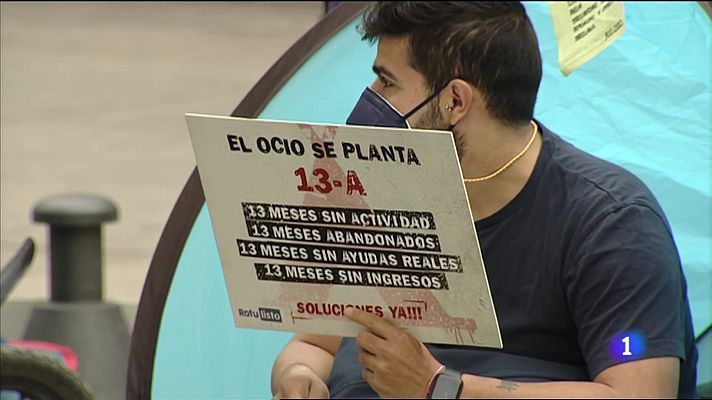 EL OCIO SE PLANTA
13-A
13 MESES SIN ACTIVIDAD
13 MESES ABANDONADOS
13 MESES SIN AYUDAS REALES
13 MESES SIN INGRESOS
SOLUCIONES YA!!!
Rotulista
1